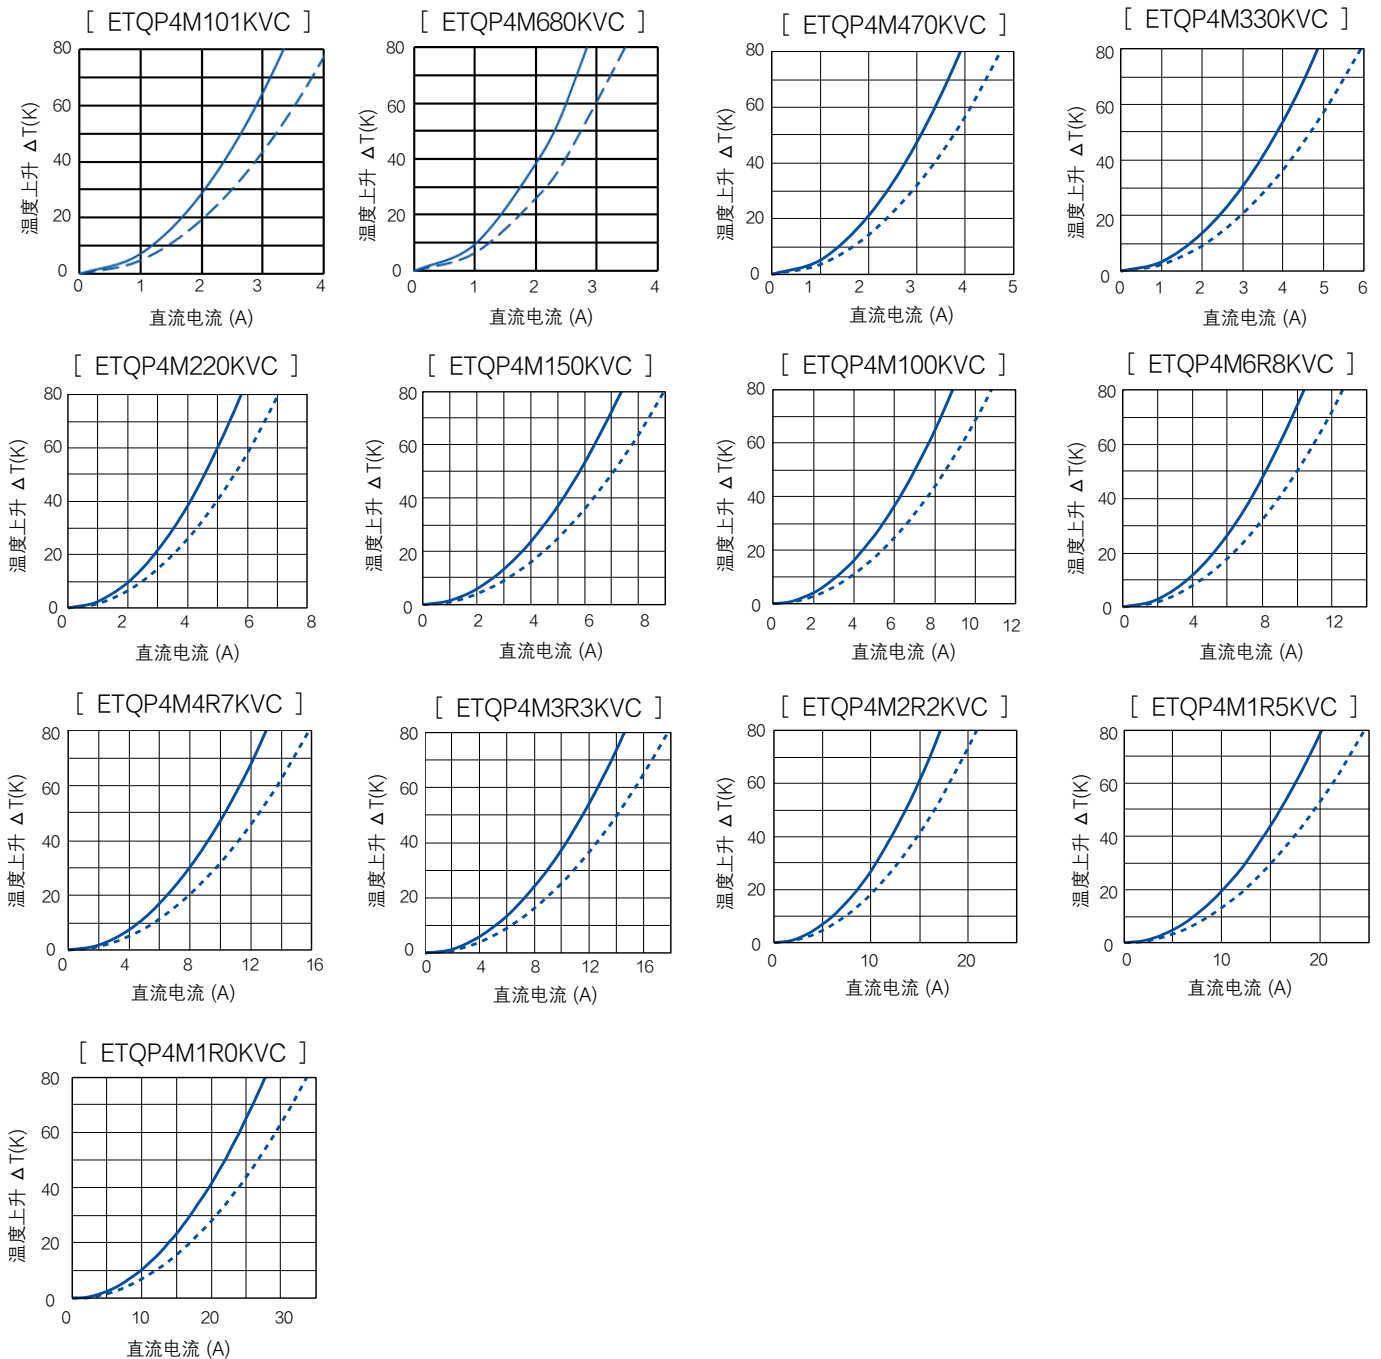 [ ETQP4M101KVC ]
80
60
40
20
0
0 1 2 3 4
温度上升 ΔT(K)
直流电流 (A)
[ ETQP4M680KVC ]
80
60
40
20
0
0 1 2 3 4
温度上升 ΔT(K)
直流电流 (A)
[ ETQP4M470KVC ]
80
60
40
20
0
0 1 2 3 4 5
温度上升 ΔT(K)
直流电流 (A)
[ ETQP4M330KVC ]
80
60
40
20
0
0 1 2 3 4 5 6
温度上升 ΔT(K)
直流电流 (A)
[ ETQP4M220KVC ]
80
60
40
20
0
0 2 4 6 8
温度上升 ΔT(K)
直流电流 (A)
[ ETQP4M150KVC ]
80
60
40
20
0
0 2 4 6 8
温度上升 ΔT(K)
直流电流 (A)
[ ETQP4M100KVC ]
80
60
40
20
0
0 2 4 6 8 10 12
温度上升 ΔT(K)
直流电流 (A)
[ ETQP4M6R8KVC ]
80
60
40
20
0
0 4 8 12
温度上升 ΔT(K)
直流电流 (A)
[ ETQP4M4R7KVC ]
80
60
40
20
0
0 4 8 12 16
温度上升 ΔT(K)
直流电流 (A)
[ ETQP4M3R3KVC ]
80
60
40
20
0
0 4 8 12 16
温度上升 ΔT(K)
直流电流 (A)
[ ETQP4M2R2KVC ]
80
60
40
20
0
0 10 20
温度上升 ΔT(K)
直流电流 (A)
[ ETQP4M1R5KVC ]
80
60
40
20
0
0 10 20
温度上升 ΔT(K)
直流电流 (A)
[ ETQP4M1R0KVC ]
80
60
40
20
0
0 10 20 30
温度上升 ΔT(K)
直流电流 (A)